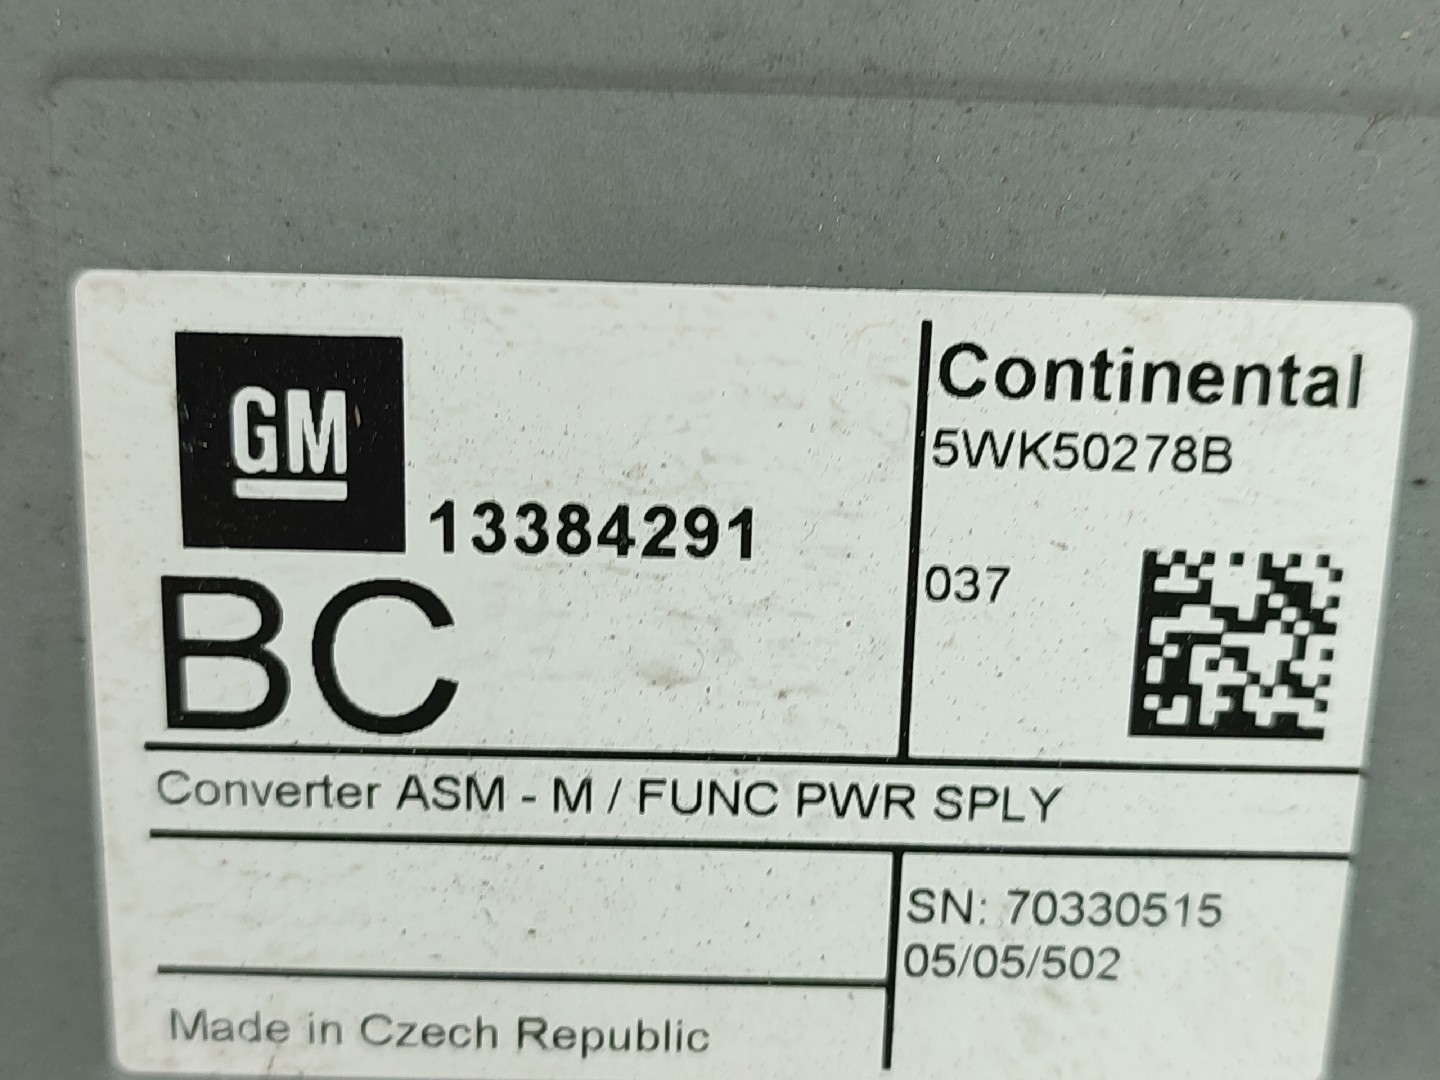 GM
13384291
BC
Continental
5WK50278B
037
Converter ASM - M / FUNC PWR SPLY
SN: 70330515
05/05/502
Made in Czech Republic